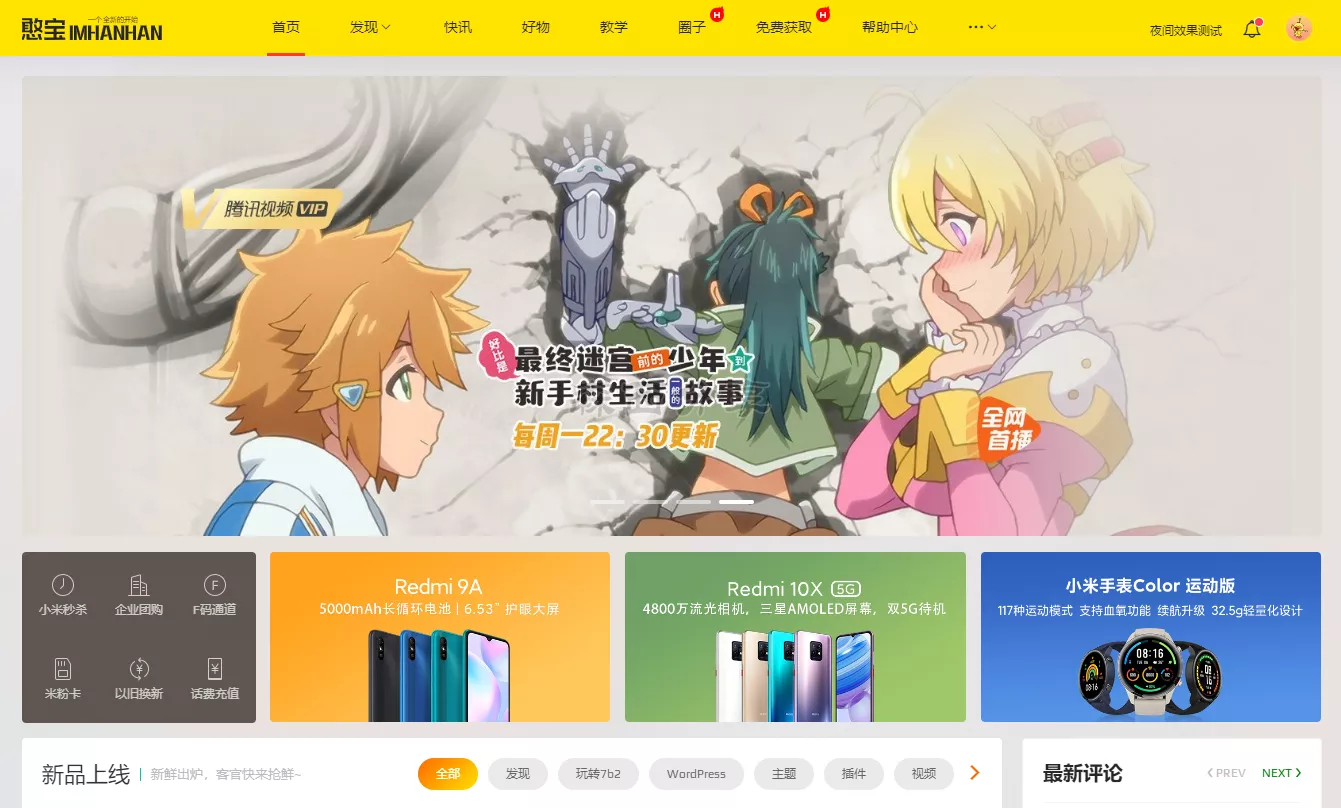 一个全新的开始
憨宝 IMHANHAN
首页 发现 快讯 好物 教学 圈子 H 免费获取 H 帮助中心 ···
夜间效果测试
腾讯视频 VIP
好比是
最终迷宫前的少年到
新手村生活一般的故事
每周一22：30更新
全网
首播
小米秒杀 企业团购 F F码通道
米粉卡 以旧换新 话费充值
Redmi 9A
5000mAh长循环电池 | 6.53" 护眼大屏
Redmi 10X 5G
4800万流光相机，三星AMOLED屏幕，双5G待机
小米手表Color 运动版
117种运动模式 支持血氧功能 续航升级 32.5g轻量化设计
08:16
新品上线 | 新鲜出炉，客官快来抢鲜~
全部 发现 玩转7b2 WordPress 主题 插件 视频
最新评论 PREV NEXT